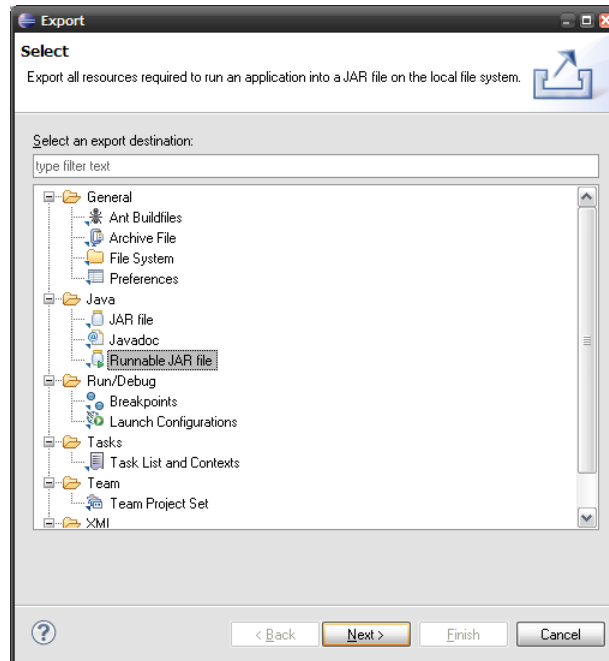 Export
Select
Export all resources required to run an application into a JAR file on the local file system.
Select an export destination:
type filter text
General
Ant Buildfiles
Archive File
File System
Preferences
Java
JAR file
Javadoc
Runnable JAR file
Run/Debug
Breakpoints
Launch Configurations
Tasks
Task List and Contexts
Team
Team Project Set
XML
< Back Next > Finish Cancel